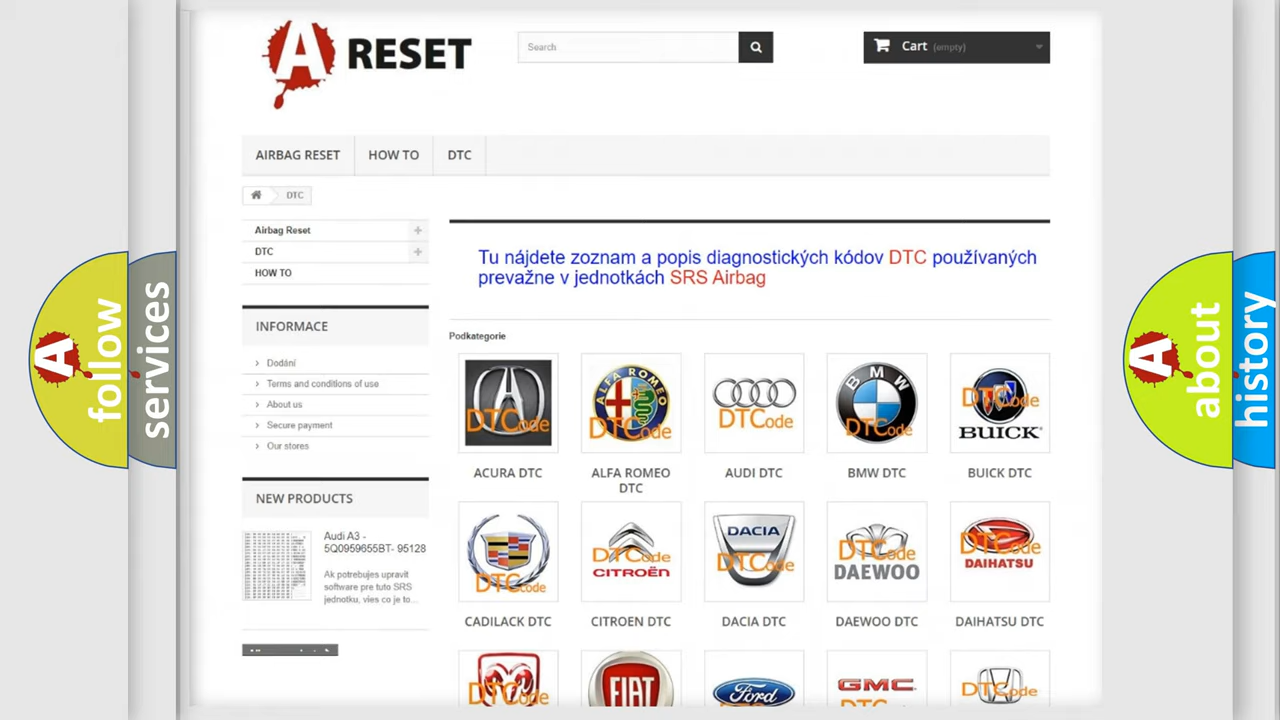 A RESET
Search
Cart (empty)
AIRBAG RESET
HOW TO
DTC
DTC
Airbag Reset
DTC
HOW TO
Tu nájdete zoznam a popis diagnostických kódov DTC používaných
prevažne v jednotkách SRS Airbag
INFORMACE
Dodání
Terms and conditions of use
About us
Secure payment
Our stores
Podkategorie
DTCode
ALFA ROMEO
DTCode
DTCode
BMW
DTCode
DTCode
BUICK
ACURA DTC
ALFA ROMEO
DTC
AUDI DTC
BMW DTC
BUICK DTC
NEW PRODUCTS
Audi A3 -
5Q0959655BT- 95128
Ak potrebujes upravit
software pre tuto SRS
jednotku, vies co je to...
DTCode
DTCode
CITROËN
DACIA
DTCode
DTCode
DAEWOO
DTCode
DAIHATSU
CADILACK DTC
CITROEN DTC
DACIA DTC
DAEWOO DTC
DAIHATSU DTC
DTCode
FIAT
Ford
GMC
DTCode
A follow
services
A about
history